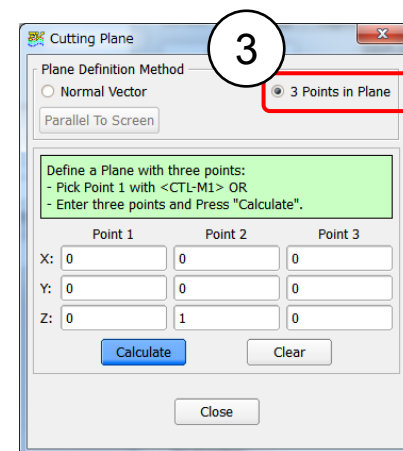 Cutting Plane
3
Plane Definition Method
Normal Vector
3 Points in Plane
Parallel To Screen
Define a Plane with three points:
- Pick Point 1 with <CTL-M1> OR
- Enter three points and Press "Calculate".
Point 1 Point 2 Point 3
X: 0 0 0
Y: 0 0 0
Z: 0 1 0
Calculate Clear
Close